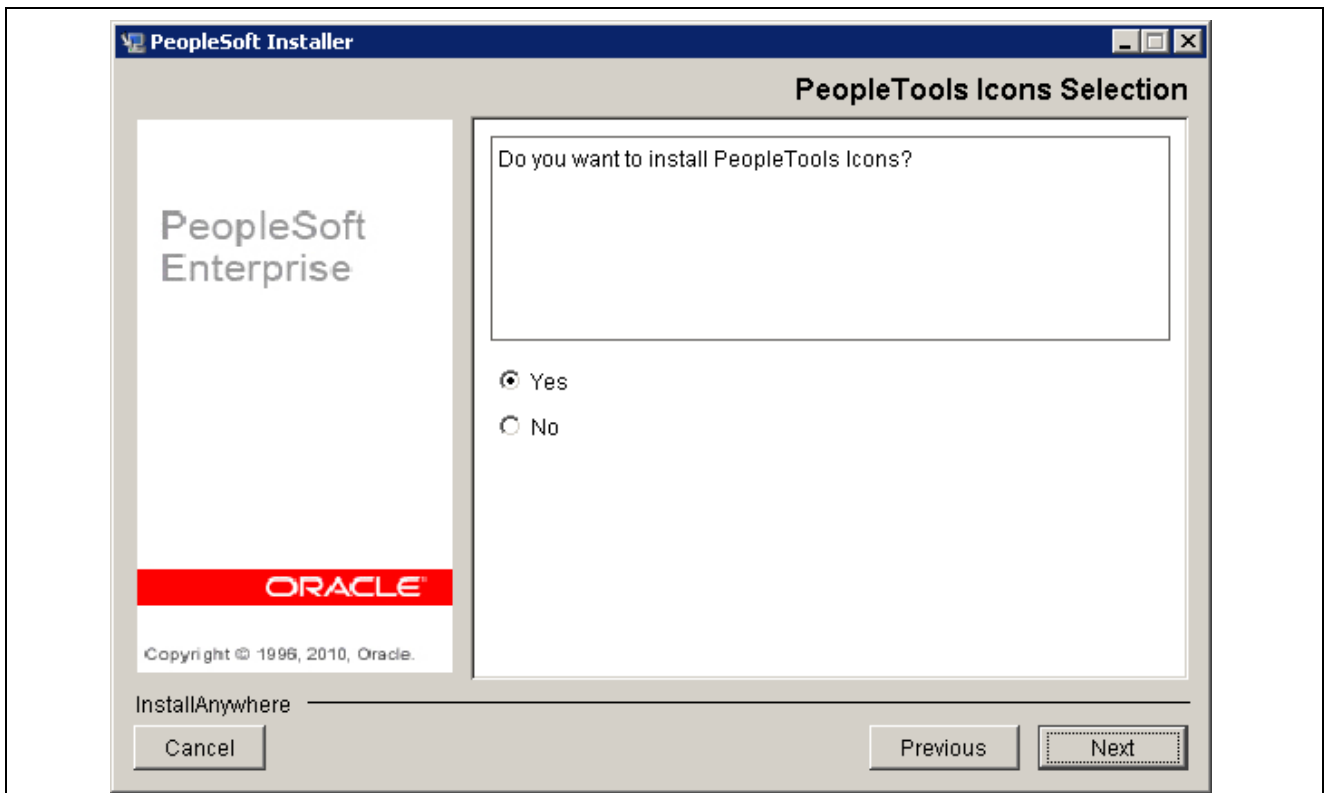 PeopleSoft Installer
PeopleTools Icons Selection
Do you want to install PeopleTools Icons?
PeopleSoft
Enterprise
Yes
No
ORACLE
Copyright © 1996, 2010, Oracle.
InstallAnywhere
Cancel
Previous
Next